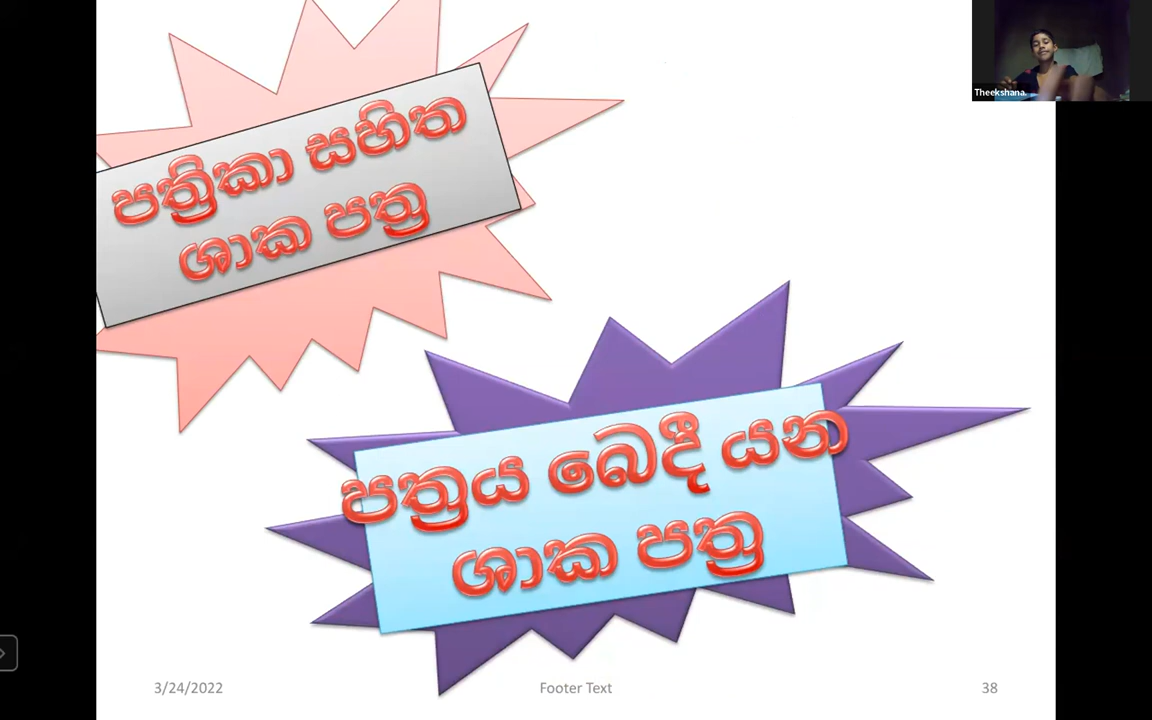 Theekshana.
පත්‍රිකා සහිත
ශාක පත්‍ර
පත්‍රය බෙදී යන
ශාක පත්‍ර
3/24/2022
Footer Text
38